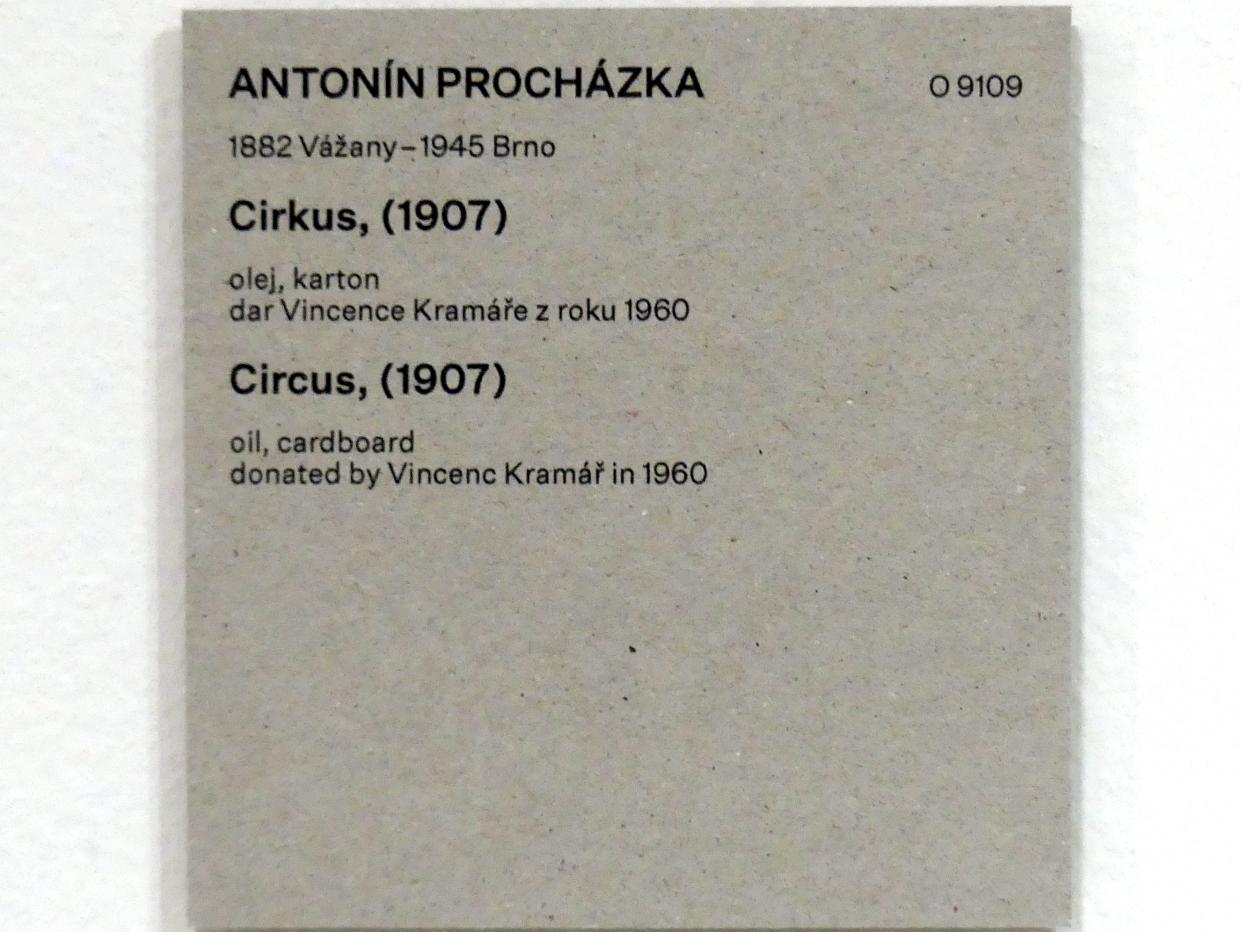 ANTONÍN PROCHÁZKA O 9109
1882 Vážany–1945 Brno
Cirkus, (1907)
olej, karton
dar Vincence Kramáře z roku 1960
Circus, (1907)
oil, cardboard
donated by Vincenc Kramář in 1960